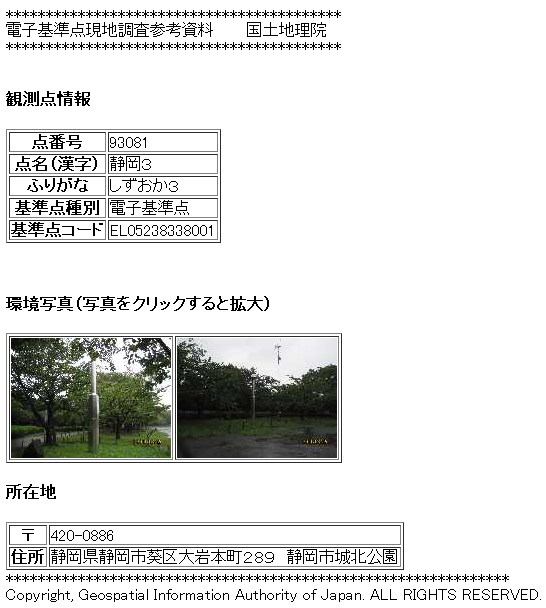 ******************************************
電子基準点現地調査参考資料　　国土地理院
******************************************
観測点情報
点番号 93081
点名(漢字) 静岡３
ふりがな しずおか３
基準点種別 電子基準点
基準点コード EL05238338001
環境写真(写真をクリックすると拡大)
所在地
〒 420-0886
住所 静岡県静岡市葵区大岩本町２８９　静岡市城北公園
***************************************************************
Copyright, Geospatial Information Authority of Japan. ALL RIGHTS RESERVED.